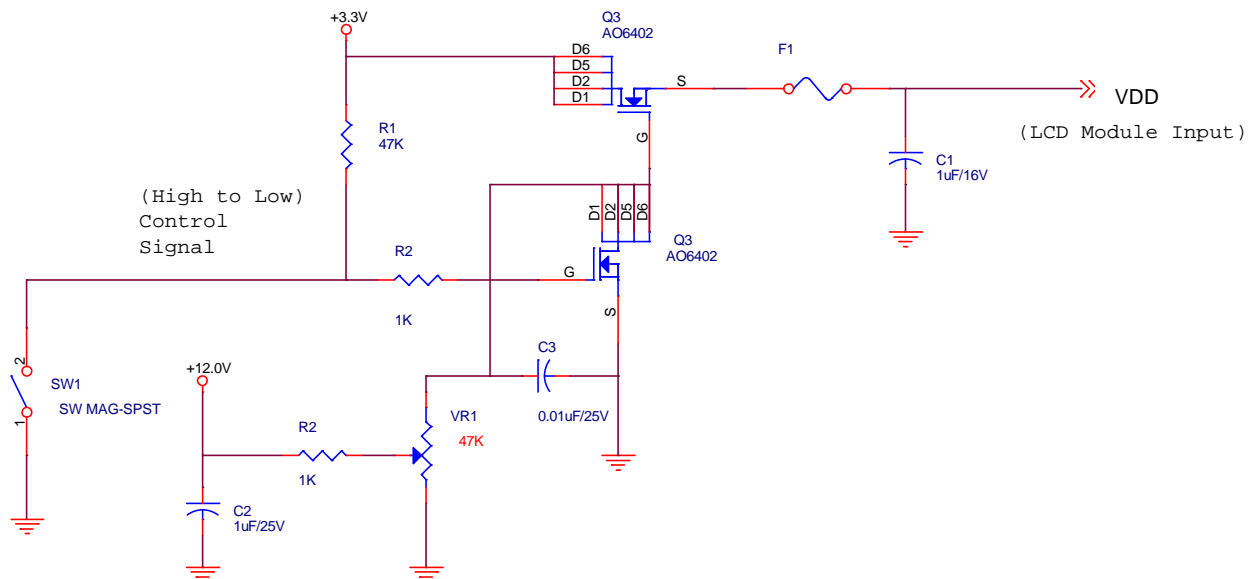 +3.3V
Q3
AO6402
D6
D5
D2
D1
S
G
F1
VDD
(LCD Module Input)
R1
47K
C1
1uF/16V
(High to Low)
Control
Signal
D1
D2
D5
D6
Q3
AO6402
R2
1K
G
S
2
1
SW1
SW MAG-SPST
+12.0V
C3
0.01uF/25V
VR1
47K
R2
1K
C2
1uF/25V